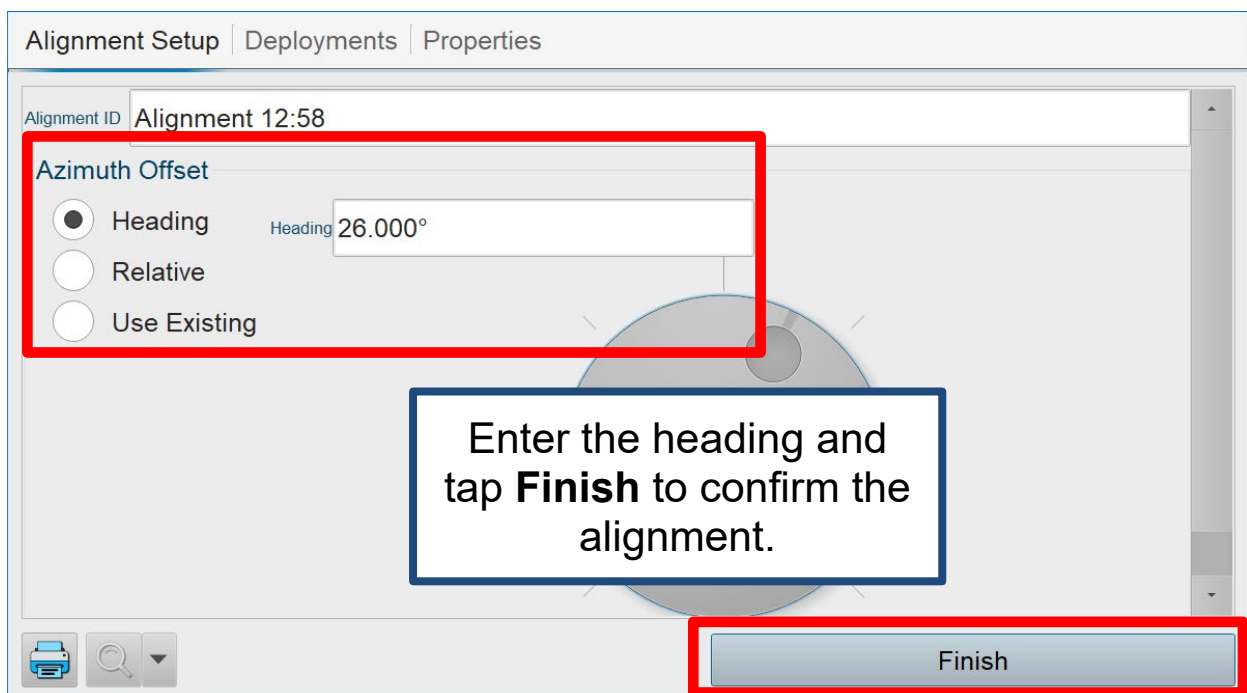 Alignment Setup Deployments Properties
Alignment ID Alignment 12:58
Azimuth Offset
Heading Heading 26.000°
Relative
Use Existing
Enter the heading and
tap Finish to confirm the
alignment.
Finish